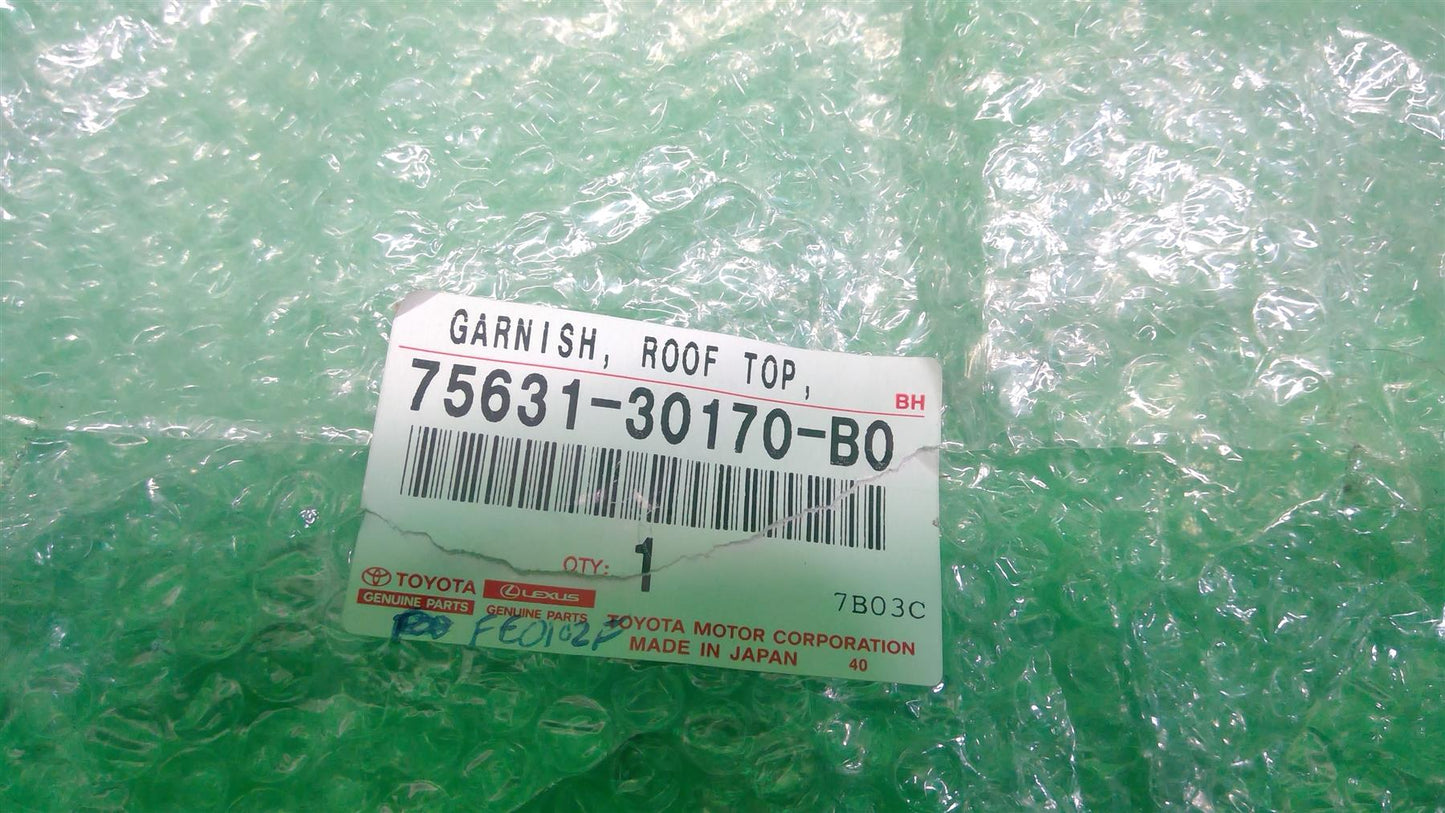 GARNISH, ROOF TOP,
BH
75631-30170-B0
QTY: 1
7B03C
TOYOTA
GENUINE PARTS
LEXUS
GENUINE PARTS
FE0102P
TOYOTA MOTOR CORPORATION
MADE IN JAPAN 40